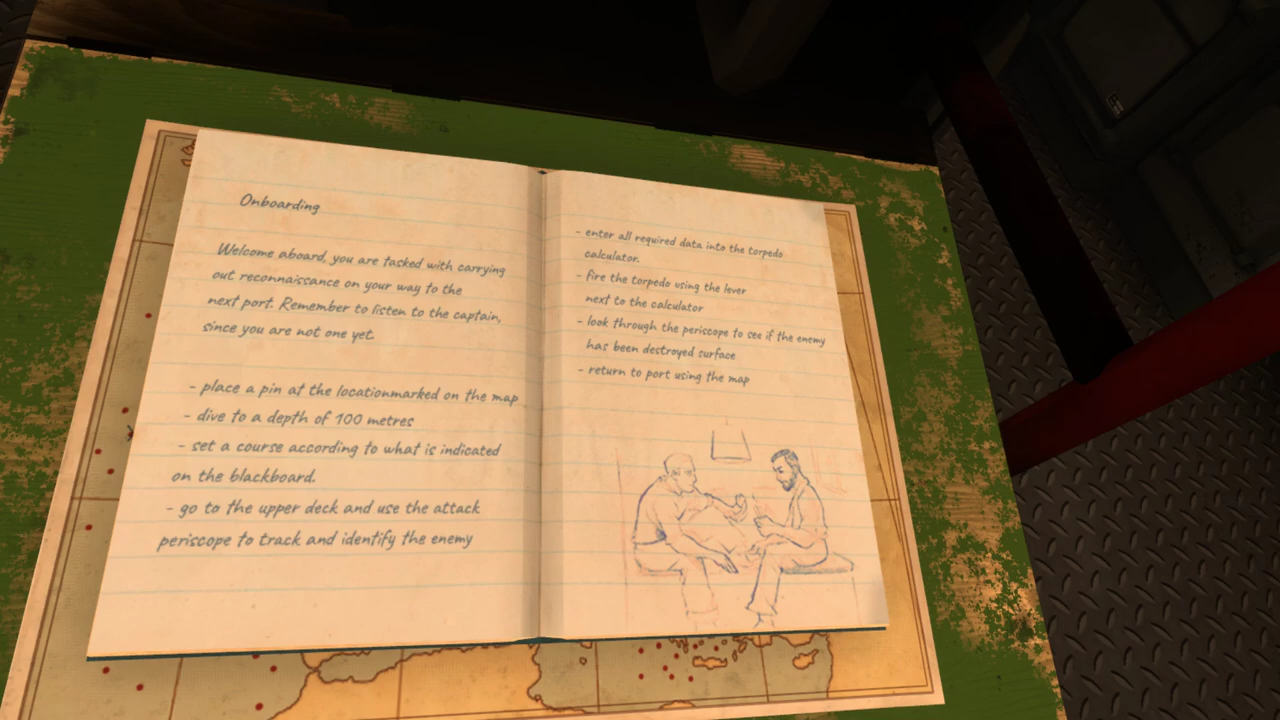 Onboarding
Welcome aboard, you are tasked with carrying
out reconnaissance on your way to the
next port. Remember to listen to the captain,
since you are not one yet.
- place a pin at the locationmarked on the map
- dive to a depth of 100 metres
- set a course according to what is indicated
on the blackboard.
- go to the upper deck and use the attack
periscope to track and identify the enemy
- enter all required data into the torpedo
calculator.
- fire the torpedo using the lever
next to the calculator
- look through the periscope to see if the enemy
has been destroyed surface
- return to port using the map